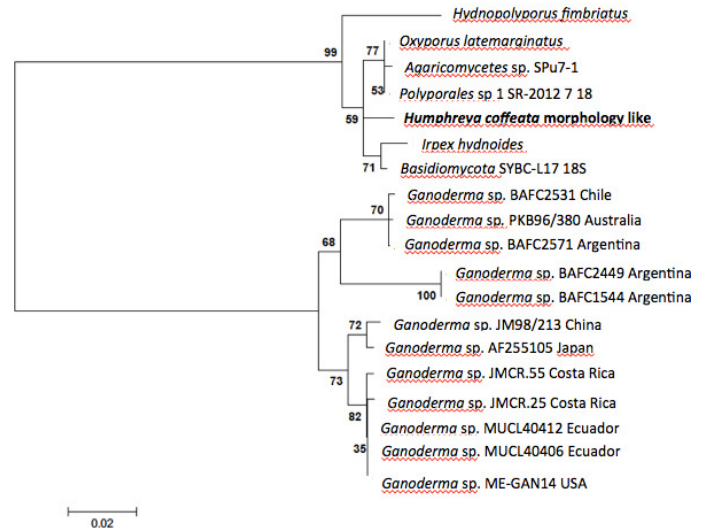 Hydnopolyporus fimbriatus
99
77
Oxyporus latemarginatus
Agaricomycetes sp. SPu7-1
53
Polyporales sp 1 SR-2012 7 18
59
Humphreya coffeata morphology like
Irpex hydnoides
71
Basidiomycota SYBC-L17 18S
Ganoderma sp. BAFC2531 Chile
70
Ganoderma sp. PKB96/380 Australia
68
Ganoderma sp. BAFC2571 Argentina
Ganoderma sp. BAFC2449 Argentina
100
Ganoderma sp. BAFC1544 Argentina
72
Ganoderma sp. JM98/213 China
Ganoderma sp. AF255105 Japan
73
Ganoderma sp. JMCR.55 Costa Rica
Ganoderma sp. JMCR.25 Costa Rica
82
Ganoderma sp. MUCL40412 Ecuador
35
Ganoderma sp. MUCL40406 Ecuador
Ganoderma sp. ME-GAN14 USA
0.02